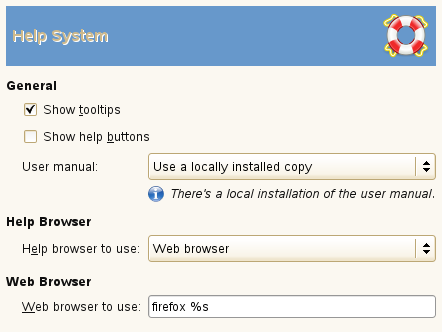 Help System
General
Show tooltips
Show help buttons
User manual: Use a locally installed copy
There's a local installation of the user manual.
Help Browser
Help browser to use: Web browser
Web Browser
Web browser to use: firefox %s